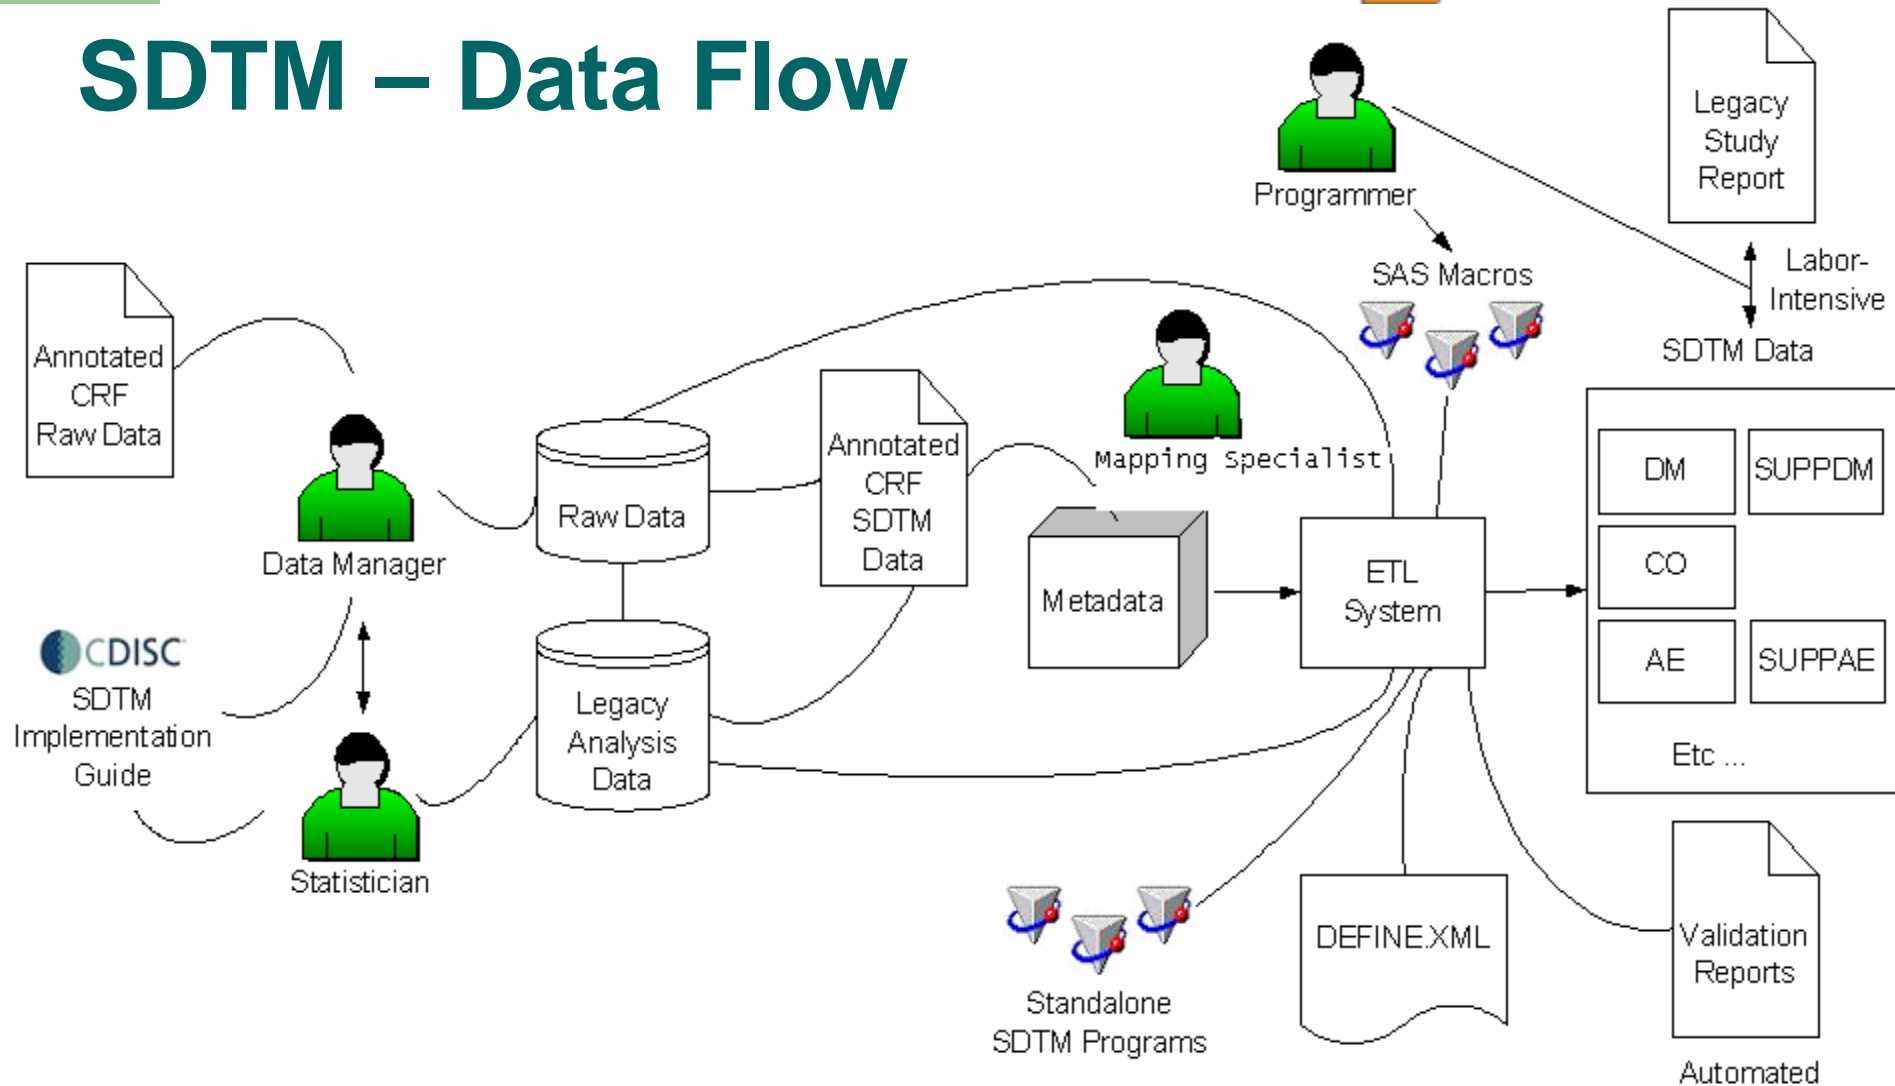 SDTM – Data Flow
Programmer
Legacy
Study
Report
SAS Macros
Labor-
Intensive
SDTM Data
Annotated
CRF
Raw Data
Data Manager
Raw Data
Annotated
CRF
SDTM
Data
Mapping Specialist
Metadata
ETL
System
DM
SUPPDM
CO
AE
SUPPAE
Etc ...
CDISC
SDTM
Implementation
Guide
Statistician
Legacy
Analysis
Data
Standalone
SDTM Programs
DEFINE.XML
Validation
Reports
Automated